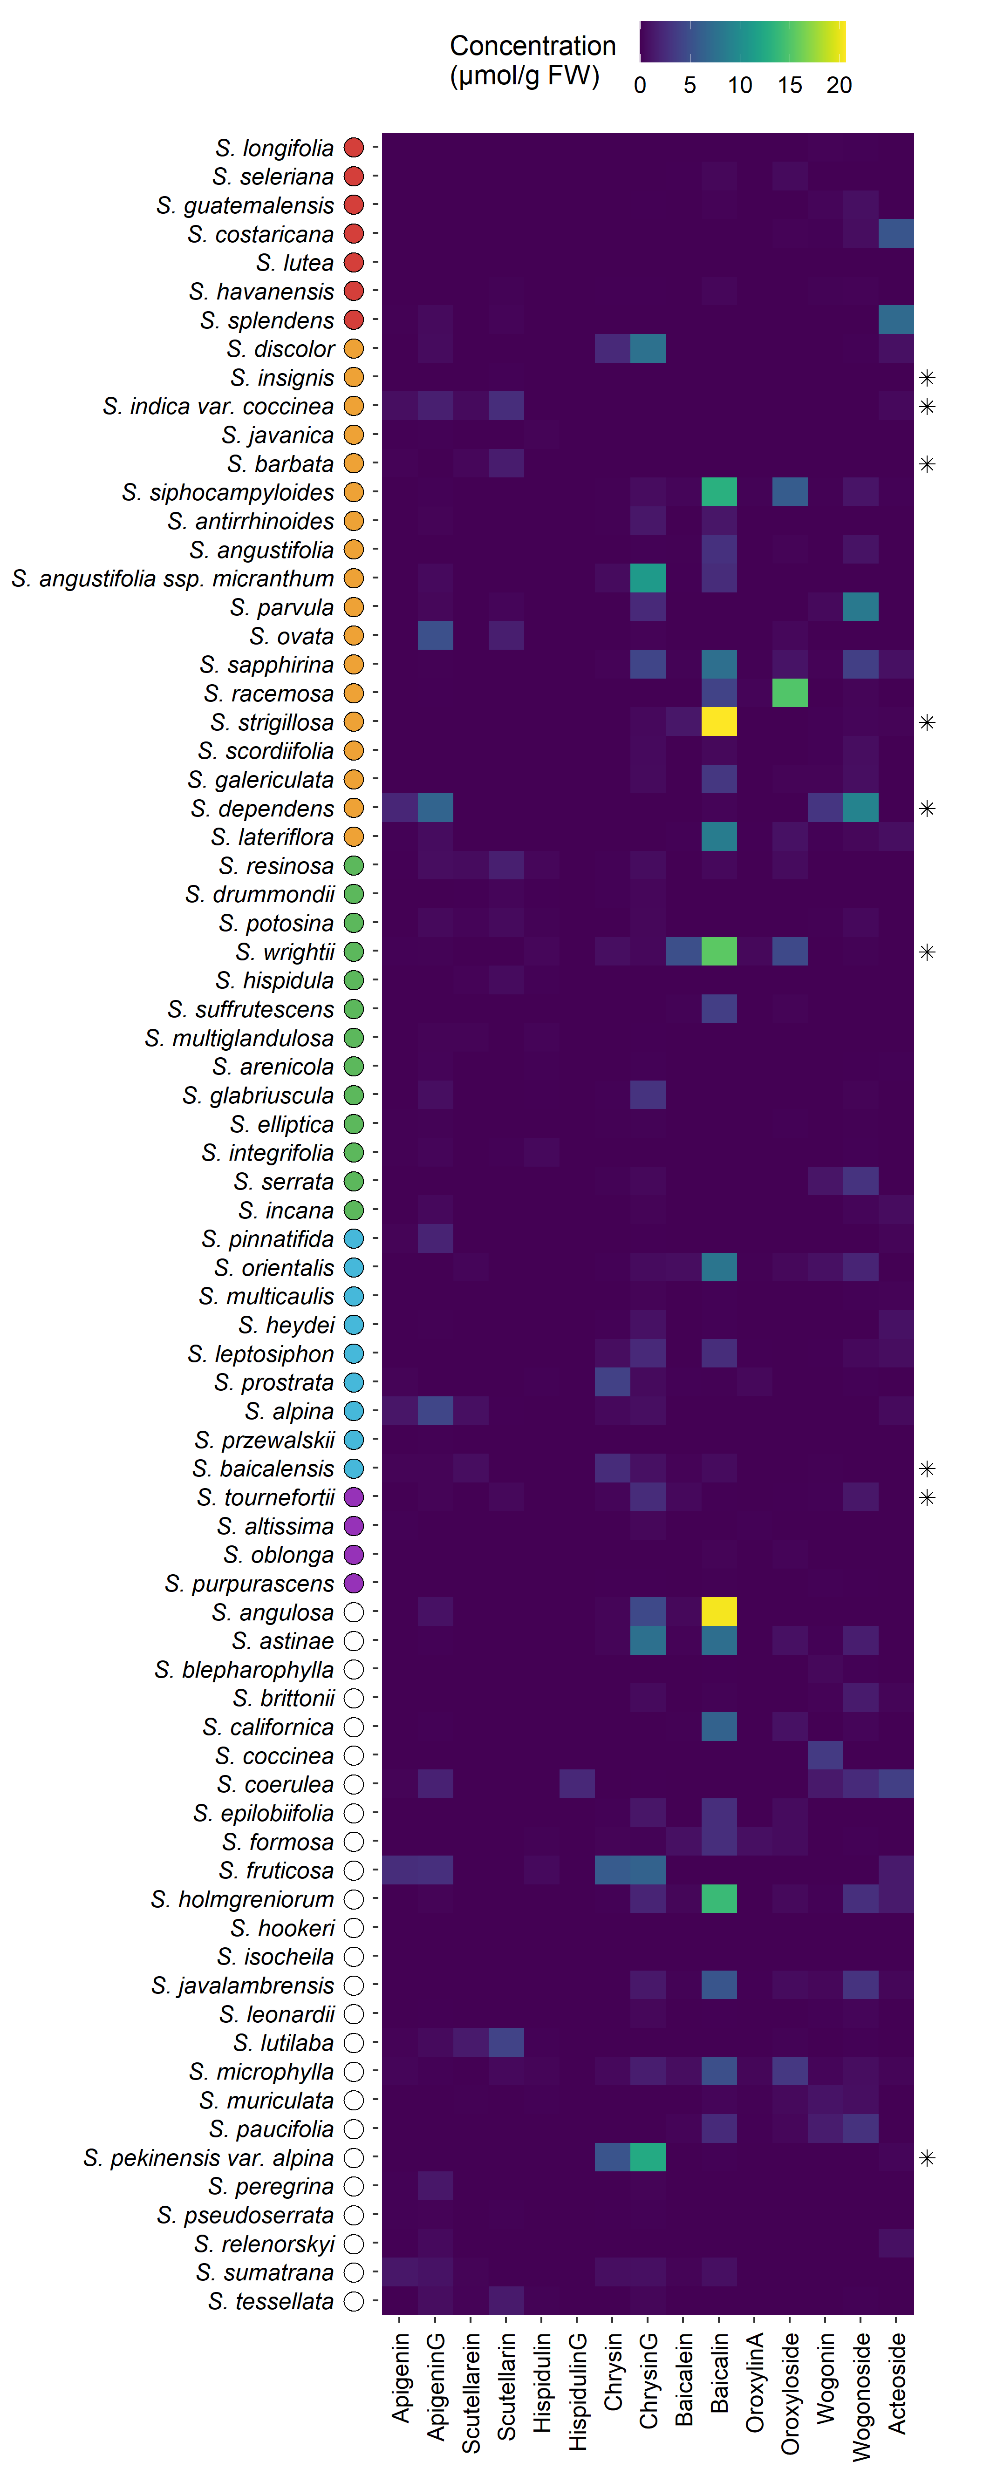 Concentration
(µmol/g FW)
0 5 10 15 20
S. longifolia
S. seleriana
S. guatemalensis
S. costaricana
S. lutea
S. havanensis
S. splendens
S. discolor
S. insignis
S. indica var. coccinea
S. javanica
S. barbata
S. siphocampyloides
S. antirrhinoides
S. angustifolia
S. angustifolia ssp. micranthum
S. parvula
S. ovata
S. sapphirina
S. racemosa
S. strigillosa
S. scordiifolia
S. galericulata
S. dependens
S. lateriflora
S. resinosa
S. drummondii
S. potosina
S. wrightii
S. hispidula
S. suffrutescens
S. multiglandulosa
S. arenicola
S. glabriuscula
S. elliptica
S. integrifolia
S. serrata
S. incana
S. pinnatifida
S. orientalis
S. multicaulis
S. heydei
S. leptosiphon
S. prostrata
S. alpina
S. przewalskii
S. baicalensis
S. tournefortii
S. altissima
S. oblonga
S. purpurascens
S. angulosa
S. astinae
S. blepharophylla
S. brittonii
S. californica
S. coccinea
S. coerulea
S. epilobiifolia
S. formosa
S. fruticosa
S. holmgreniorum
S. hookeri
S. isocheila
S. javalambrensis
S. leonardii
S. lutilaba
S. microphylla
S. muriculata
S. paucifolia
S. pekinensis var. alpina
S. peregrina
S. pseudoserrata
S. relenorskyi
S. sumatrana
S. tessellata
Apigenin
ApigeninG
Scutellarein
Scutellarin
Hispidulin
HispidulinG
Chrysin
ChrysinG
Baicalein
Baicalin
OroxylinA
Oroxyloside
Wogonin
Wogonoside
Acteoside